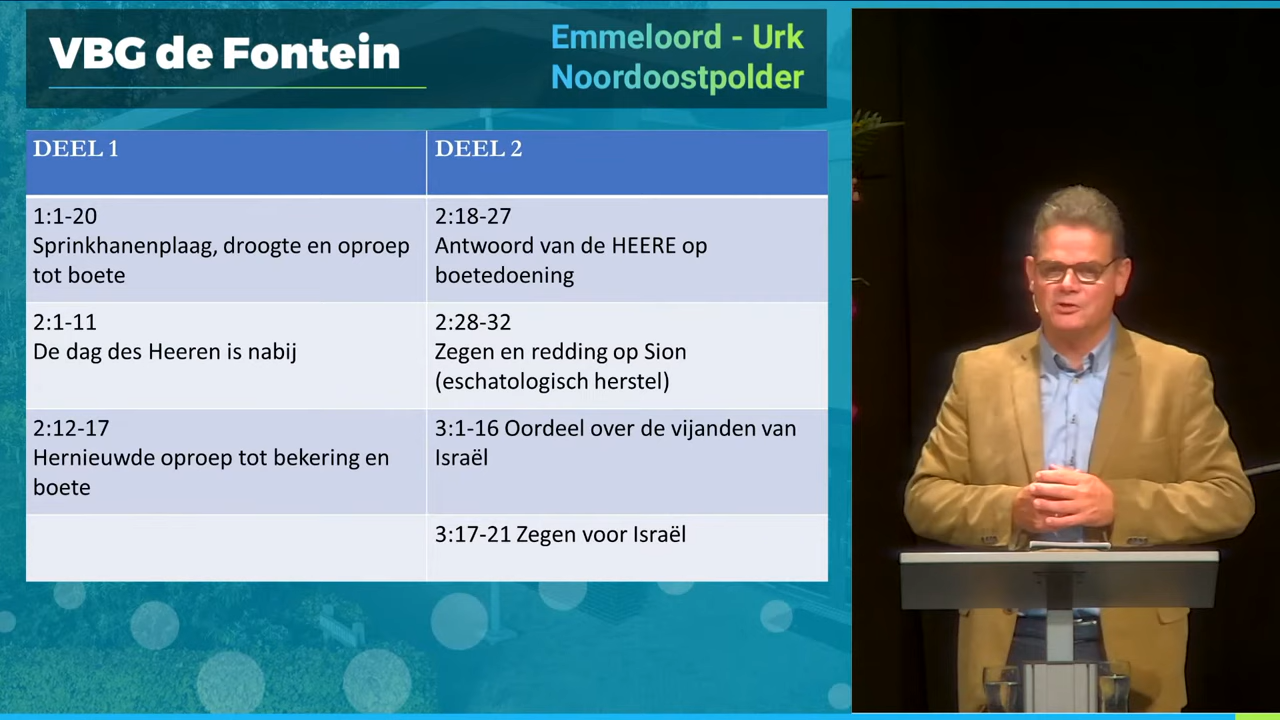 VBG de Fontein
Emmeloord - Urk
Noordoostpolder
DEEL 1
DEEL 2
1:1-20
Sprinkhanenplaag, droogte en oproep
tot boete
2:18-27
Antwoord van de HEERE op
boetedoening
2:1-11
De dag des Heeren is nabij
2:28-32
Zegen en redding op Sion
(eschatologisch herstel)
2:12-17
Hernieuwde oproep tot bekering en
boete
3:1-16 Oordeel over de vijanden van
Israël
3:17-21 Zegen voor Israël